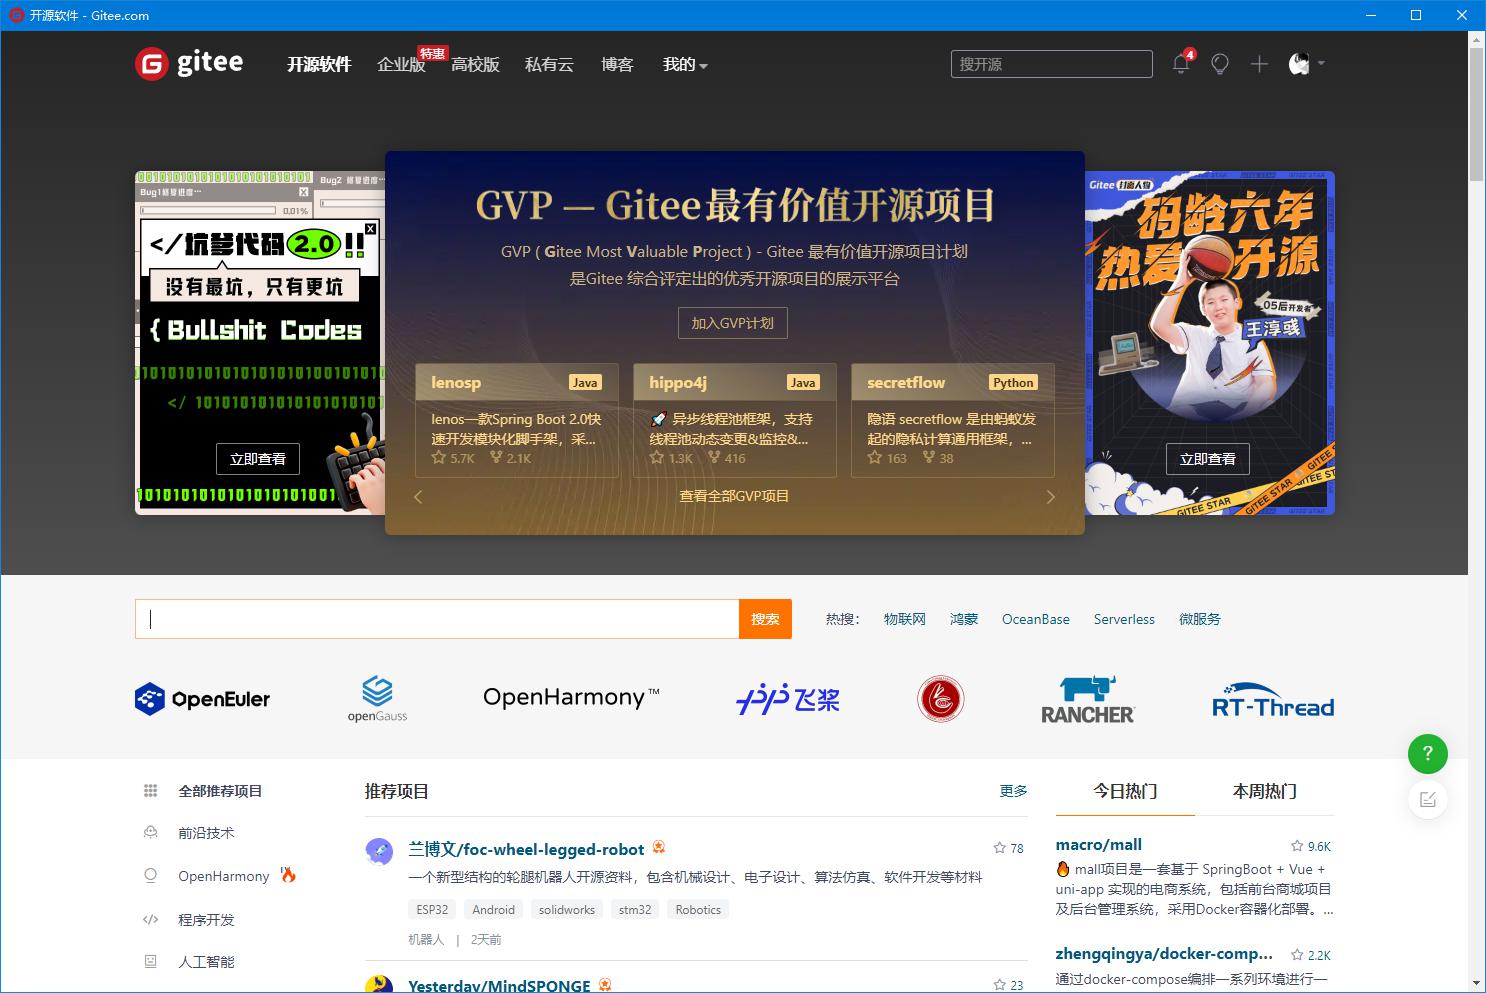 开源软件 - Gitee.com
gitee
开源软件
企业版
特惠
高校版
私有云
博客
我的
搜开源
4
Bug1修复进度…
0.01%
Bug2 修复进度…
</坑爹代码 2.0 !!
没有最坑，只有更坑
{ Bullshit Codes
立即查看
GVP — Gitee最有价值开源项目
GVP ( Gitee Most Valuable Project ) - Gitee 最有价值开源项目计划
是Gitee 综合评定出的优秀开源项目的展示平台
加入GVP计划
lenosp Java
lenos一款Spring Boot 2.0快
速开发模块化脚手架，采...
5.7K 2.1K
hippo4j Java
🚀 异步线程池框架，支持
线程池动态变更&监控&...
1.3K 416
secretflow Python
隐语 secretflow 是由蚂蚁发
起的隐私计算通用框架，...
163 38
查看全部GVP项目
Gitee 封面人物
码龄六年
热爱开源
05后开发者
王淳彧
立即查看
GITEE STAR
GITEE STAR
GITEE STAR
搜索
热搜：
物联网
鸿蒙
OceanBase
Serverless
微服务
OpenEuler
openGauss
OpenHarmony™
飞桨
RANCHER
RT-Thread
?
全部推荐项目
前沿技术
OpenHarmony 🔥
程序开发
人工智能
推荐项目 更多
兰博文/foc-wheel-legged-robot 78
一个新型结构的轮腿机器人开源资料，包含机械设计、电子设计、算法仿真、软件开发等材料
ESP32 Android solidworks stm32 Robotics
机器人 | 2天前
Yesterday/MindSPONGE 23
今日热门 本周热门
macro/mall 9.6K
🔥 mall项目是一套基于 SpringBoot + Vue +
uni-app 实现的电商系统，包括前台商城项目
及后台管理系统，采用Docker容器化部署。...
zhengqingya/docker-comp... 2.2K
通过docker-compose编排一系列环境进行一